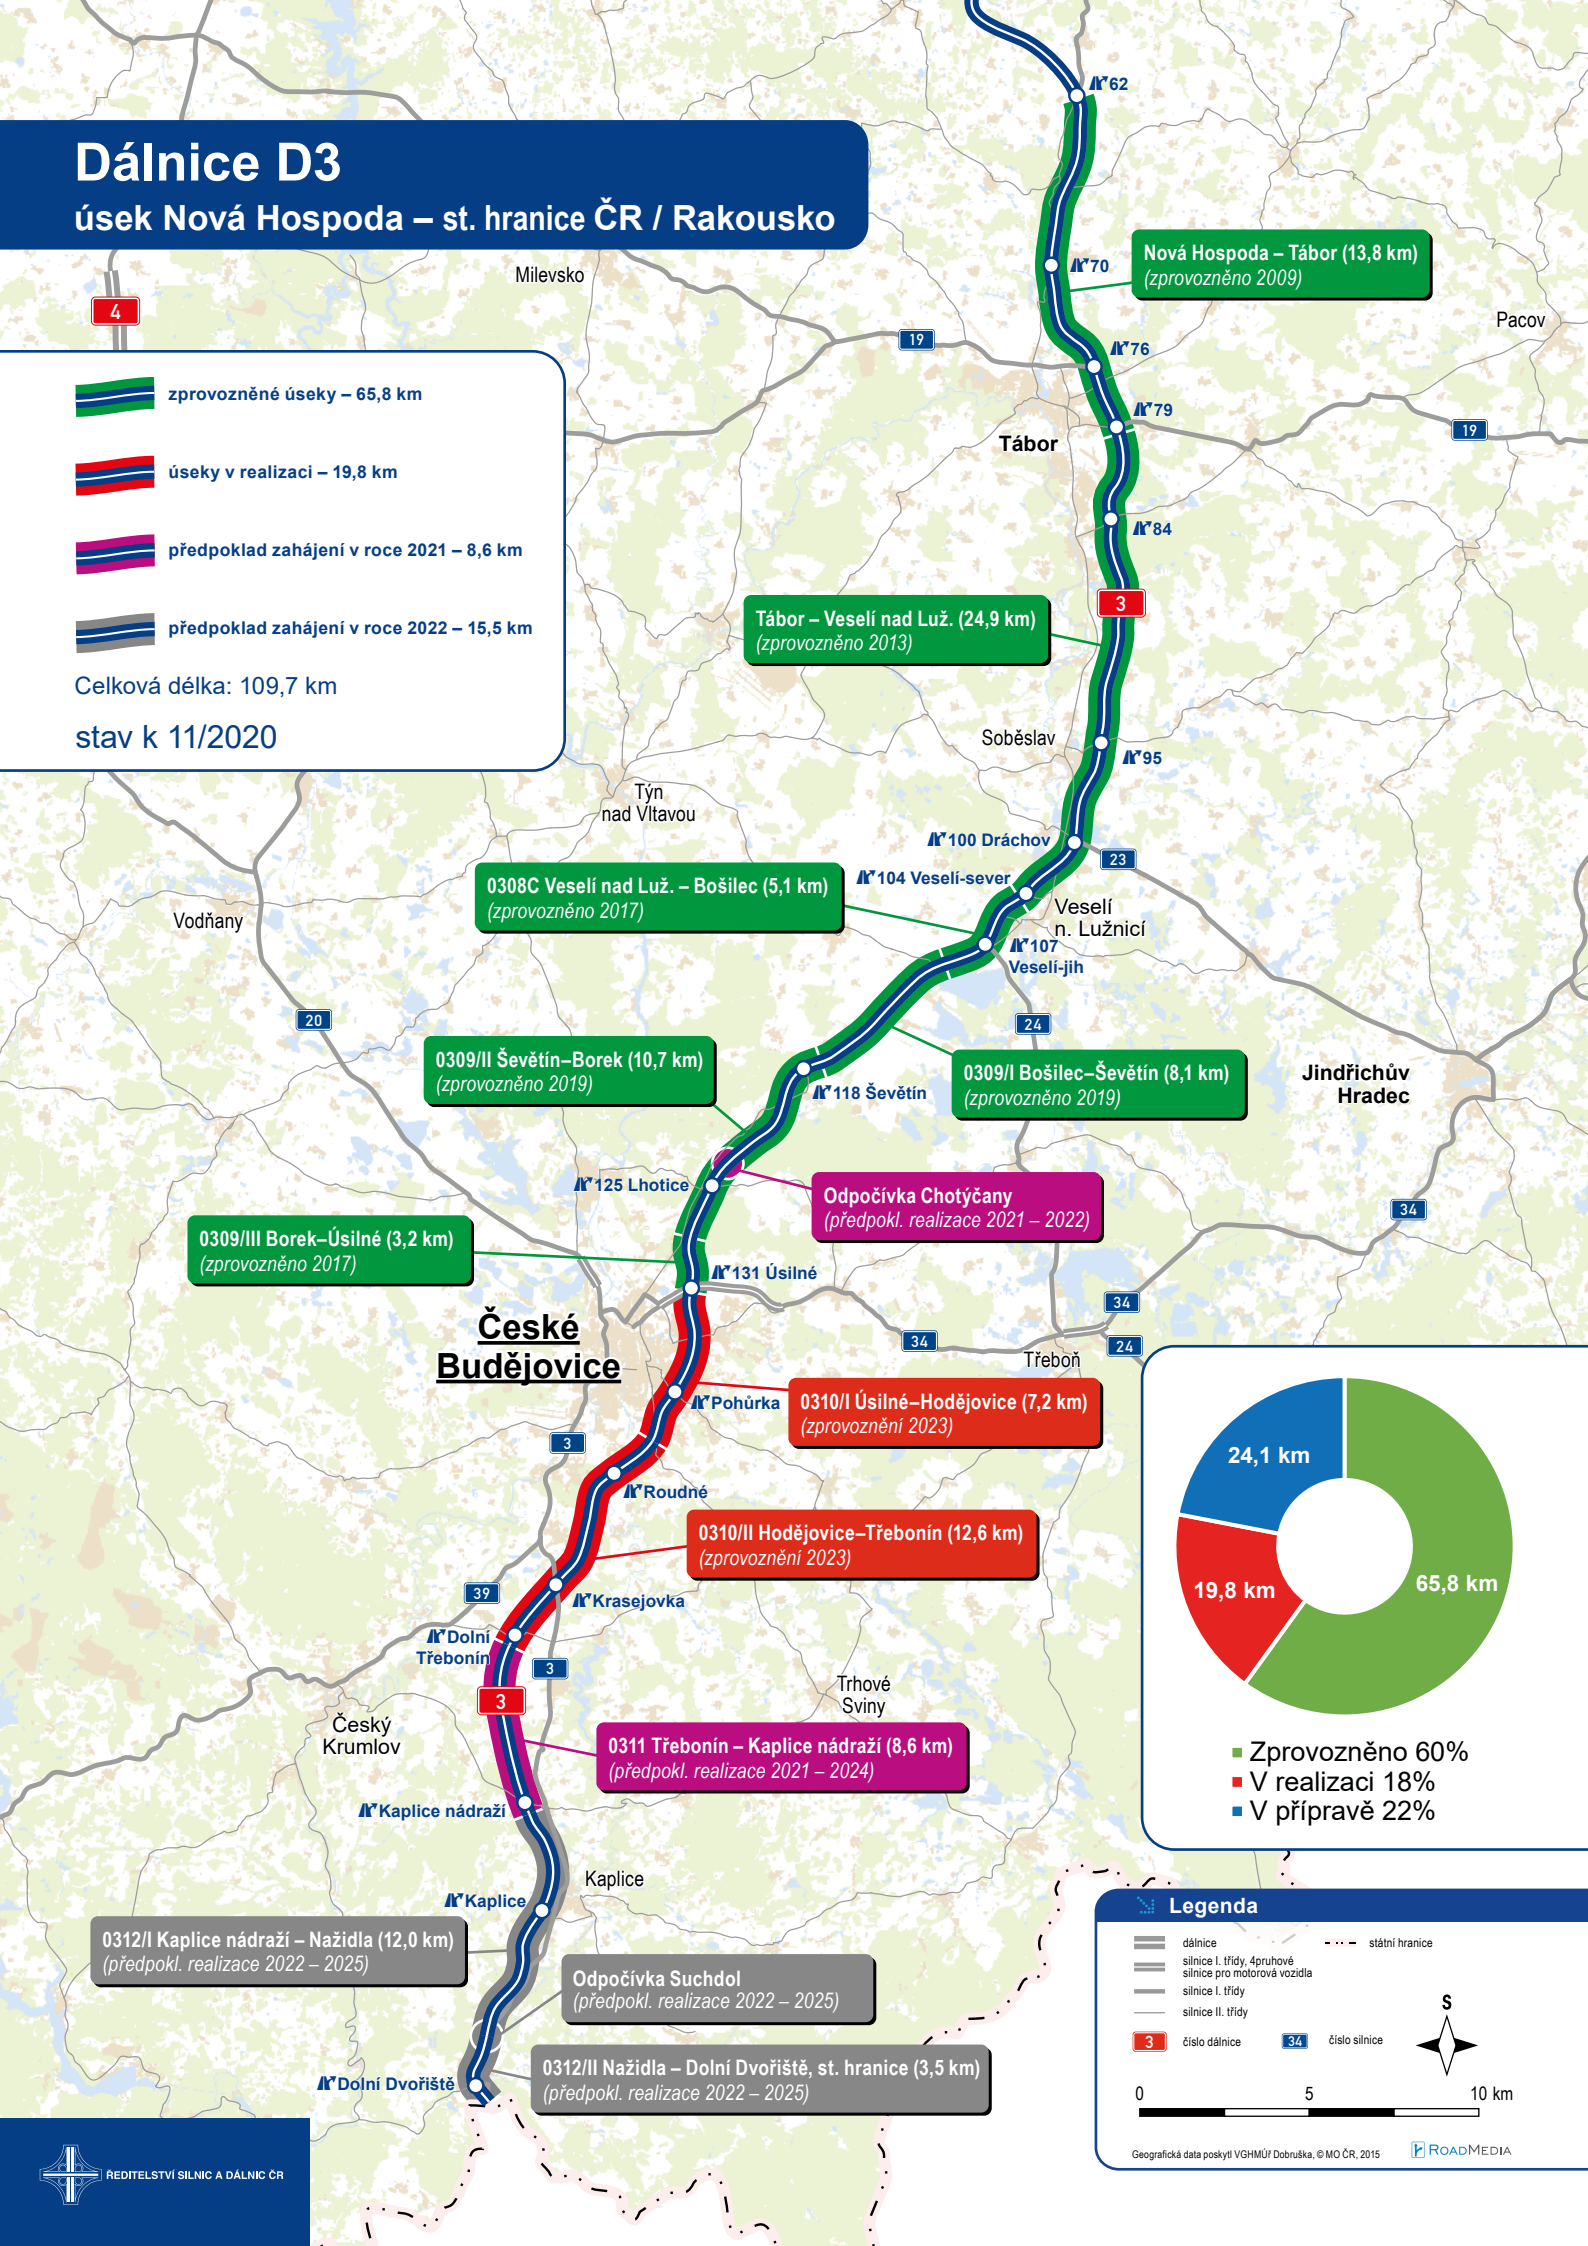 62
Dálnice D3
úsek Nová Hospoda – st. hranice ČR / Rakousko
Nová Hospoda – Tábor (13,8 km)
(zprovozněno 2009)
70
Milevsko
4
Pacov
19
76
zprovozněné úseky – 65,8 km
79
19
Tábor
úseky v realizaci – 19,8 km
84
předpoklad zahájení v roce 2021 – 8,6 km
3
Tábor – Veselí nad Luž. (24,9 km)
(zprovozněno 2013)
předpoklad zahájení v roce 2022 – 15,5 km
Celková délka: 109,7 km
stav k 11/2020
Soběslav
95
Týn
nad Vltavou
100 Dráchov
23
104 Veselí-sever
0308C Veselí nad Luž. – Bošilec (5,1 km)
(zprovozněno 2017)
Veselí
n. Lužnicí
Vodňany
107
Veselí-jih
20
24
0309/II Ševětín–Borek (10,7 km)
(zprovozněno 2019)
0309/I Bošilec–Ševětín (8,1 km)
(zprovozněno 2019)
Jindřichův
Hradec
118 Ševětín
125 Lhotice
Odpočívka Chotýčany
(předpokl. realizace 2021 – 2022)
34
0309/III Borek–Úsilné (3,2 km)
(zprovozněno 2017)
131 Úsilné
34
České
Budějovice
34
24
Třeboň
Pohůrka
0310/I Úsilné–Hodějovice (7,2 km)
(zprovoznění 2023)
3
24,1 km
Roudné
0310/II Hodějovice–Třebonín (12,6 km)
(zprovoznění 2023)
65,8 km
19,8 km
39
Krasejovka
Dolní
Třebonín
3
Trhové
Sviny
3
Český
Krumlov
0311 Třebonín – Kaplice nádraží (8,6 km)
(předpokl. realizace 2021 – 2024)
Zprovozněno 60%
V realizaci 18%
V přípravě 22%
Kaplice nádraží
Kaplice
Kaplice
Legenda
0312/I Kaplice nádraží – Nažidla (12,0 km)
(předpokl. realizace 2022 – 2025)
dálnice
státní hranice
silnice I. třídy, 4pruhové
silnice pro motorová vozidla
silnice I. třídy
silnice II. třídy
Odpočívka Suchdol
(předpokl. realizace 2022 – 2025)
S
3 číslo dálnice
34 číslo silnice
0312/II Nažidla – Dolní Dvořiště, st. hranice (3,5 km)
(předpokl. realizace 2022 – 2025)
Dolní Dvořiště
0 5 10 km
Geografická data poskytl VGHMÚř Dobruška, © MO ČR, 2015
ROADMEDIA
ŘEDITELSTVÍ SILNIC A DÁLNIC ČR